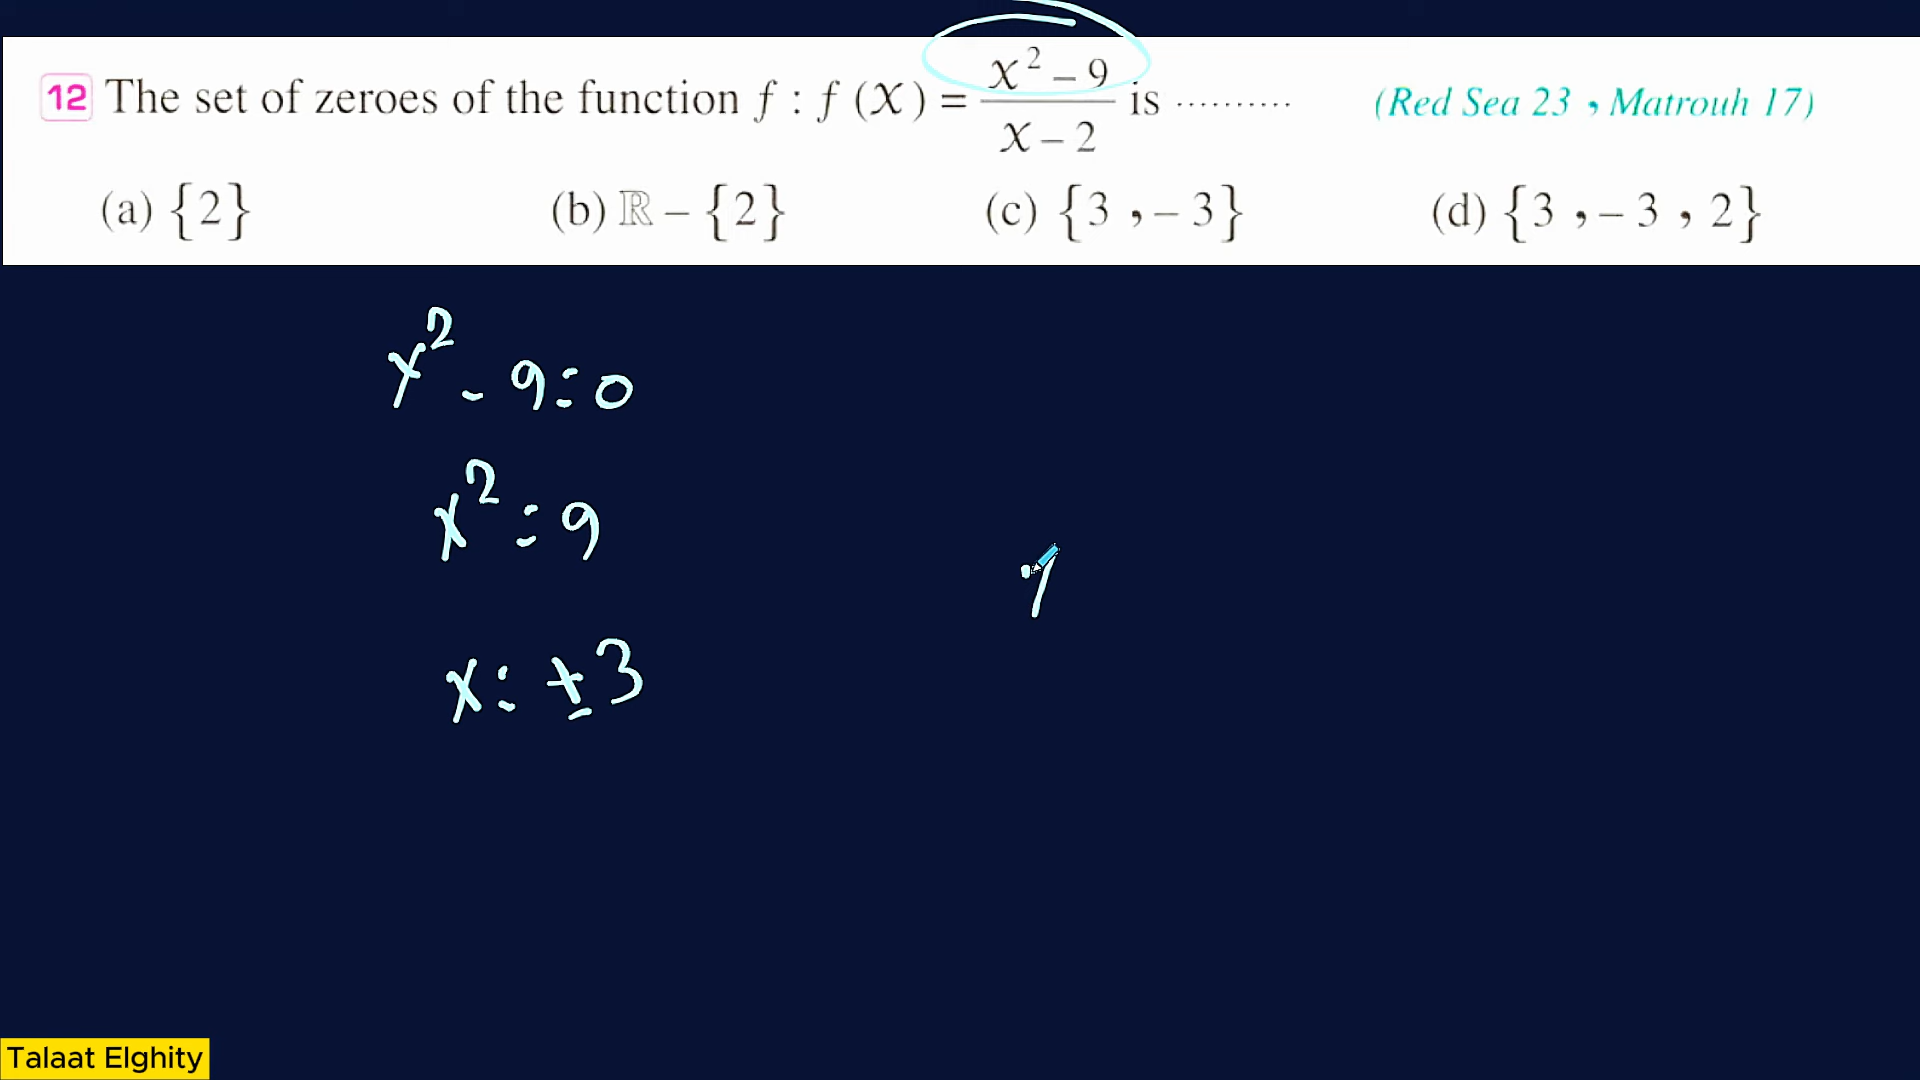 12 The set of zeroes of the function f : f (X) = X² – 9 / X – 2 is .......... (Red Sea 23 , Matrouh 17)
(a) {2} (b) ℝ – {2} (c) {3 , – 3} (d) {3 , – 3 , 2}
x² - 9 = 0
x² = 9
x = ±3
Talaat Elghity